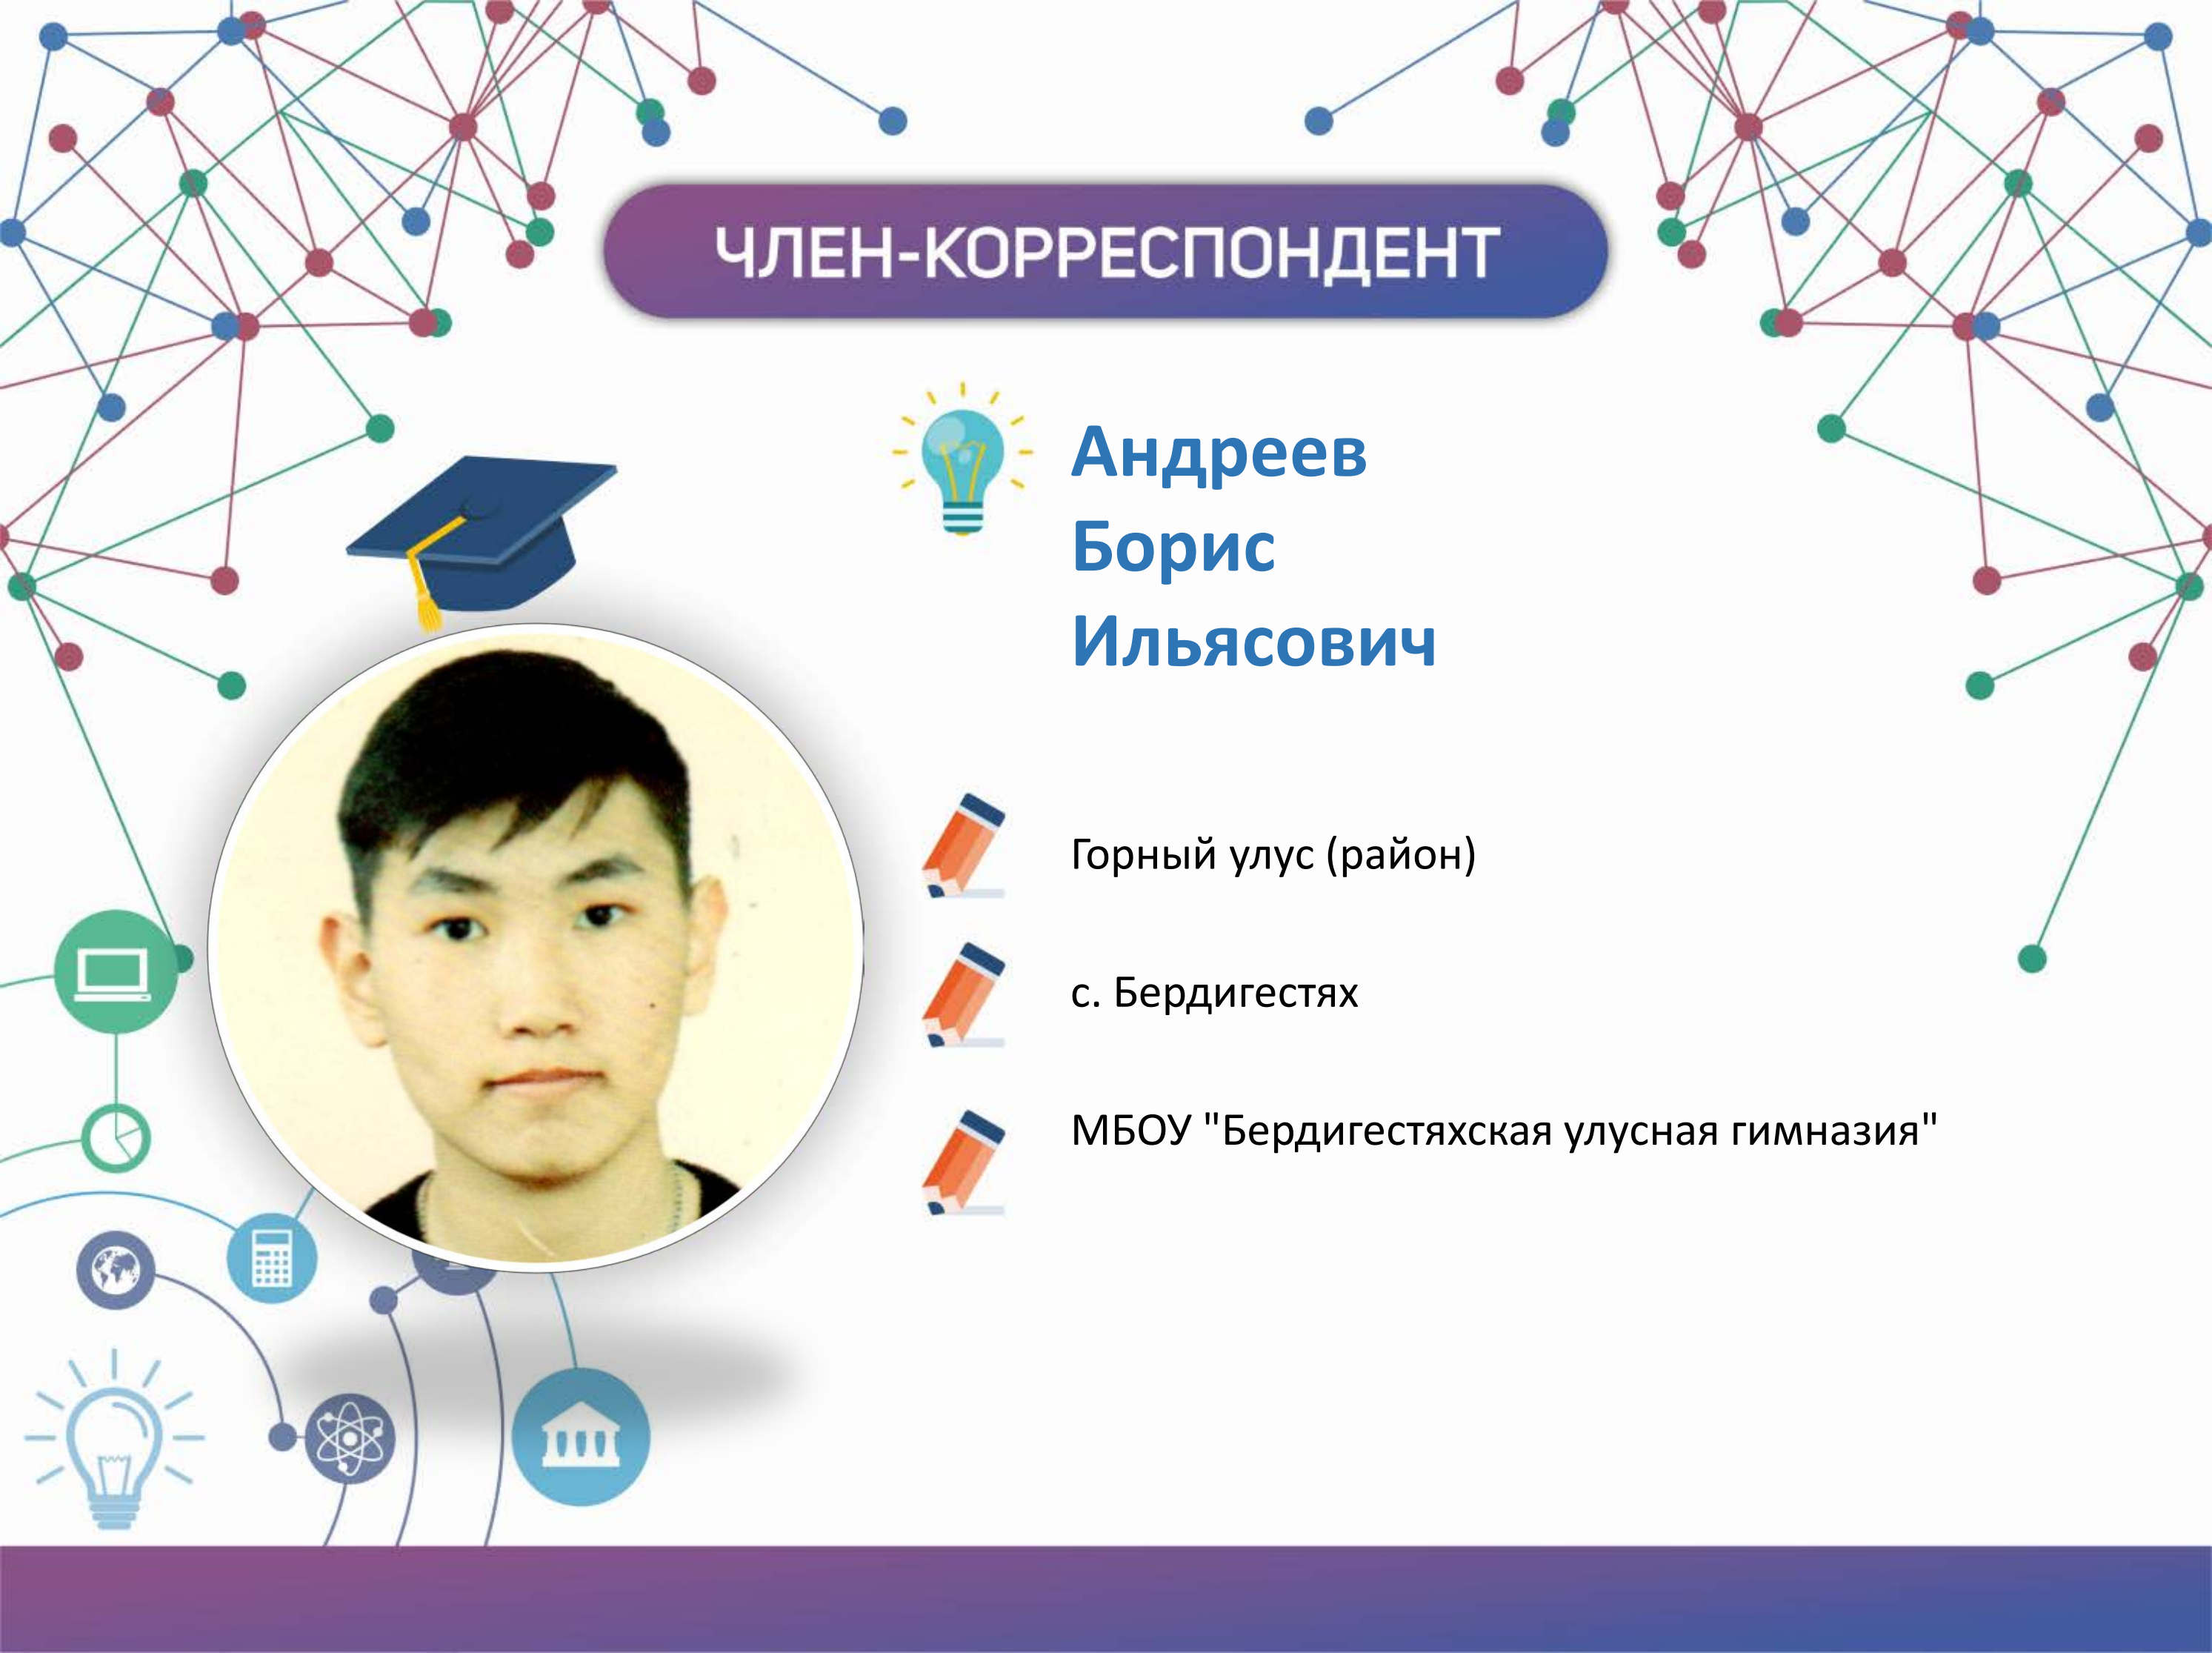 ЧЛЕН-КОРРЕСПОНДЕНТ
Андреев
Борис
Ильясович
Горный улус (район)
с. Бердигестях
МБОУ "Бердигестяхская улусная гимназия"